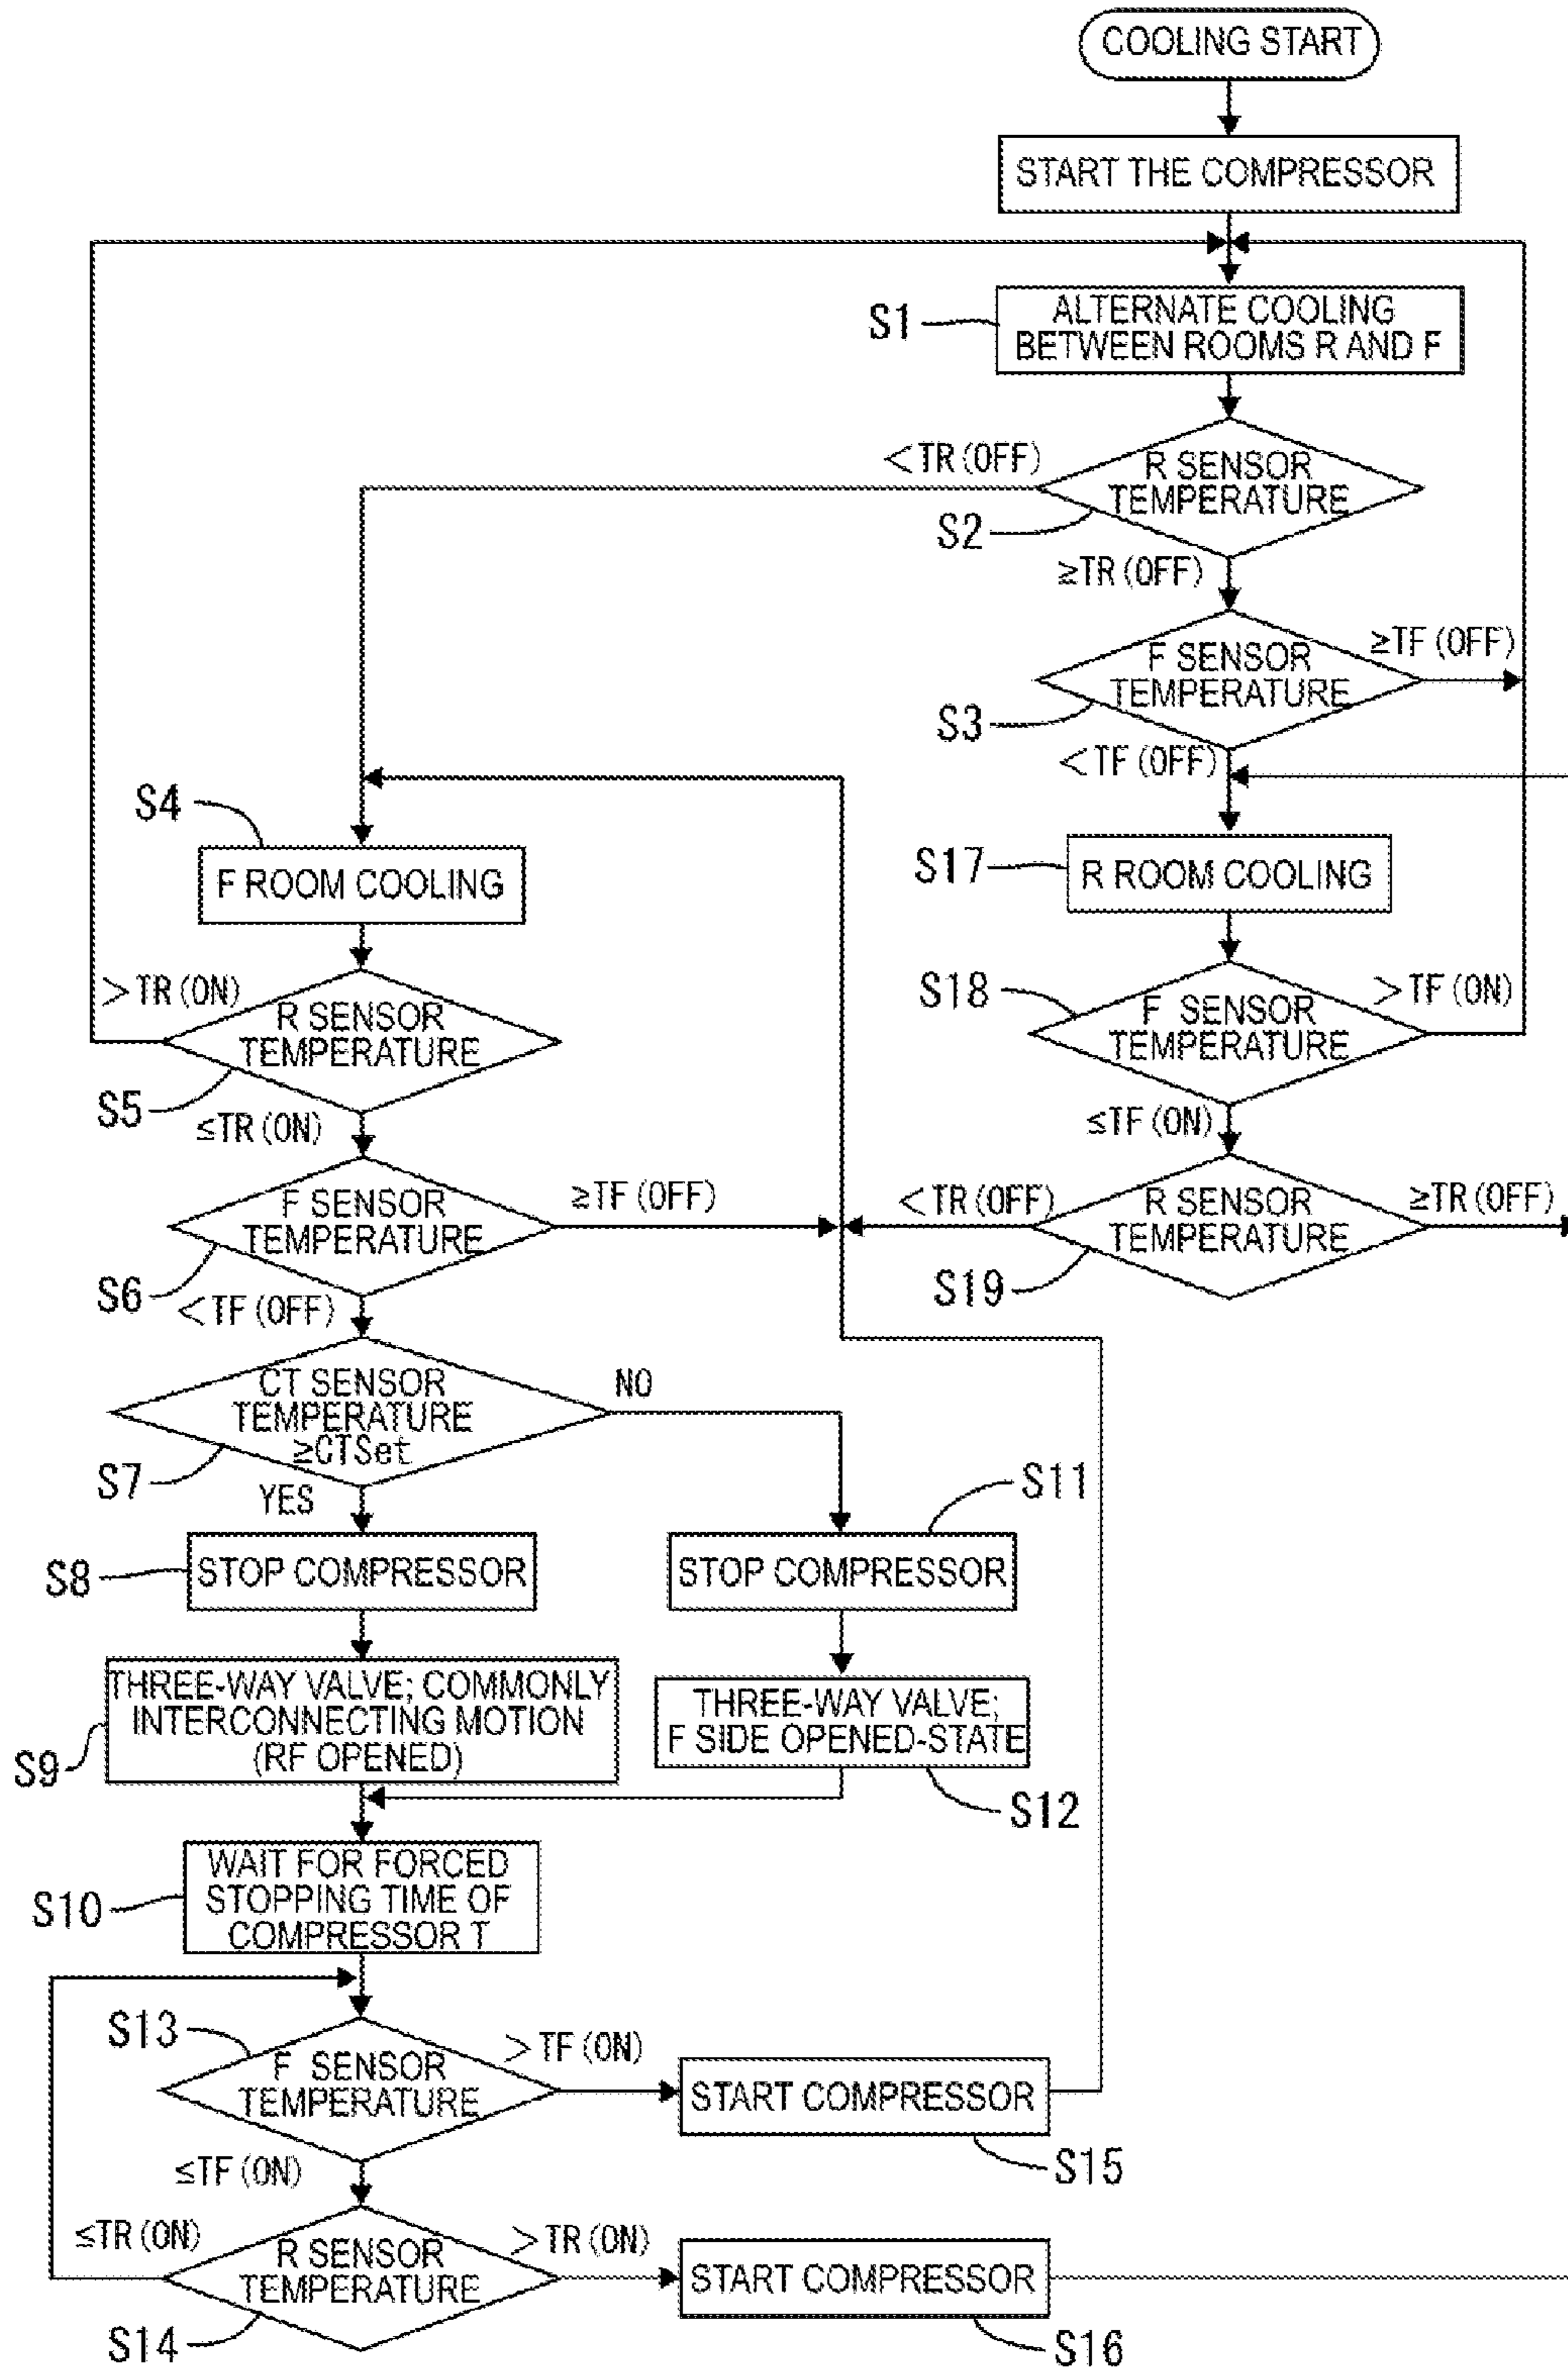 COOLING START
START THE COMPRESSOR
S1
ALTERNATE COOLING
BETWEEN ROOMS R AND F
<TR(OFF)
R SENSOR
TEMPERATURE
S2
≥TR(OFF)
F SENSOR
TEMPERATURE
≥TF(OFF)
S3
<TF(OFF)
S4
F ROOM COOLING
S17
R ROOM COOLING
>TR(ON)
R SENSOR
TEMPERATURE
S5
≤TR(ON)
S18
F SENSOR
TEMPERATURE
>TF(ON)
≤TF(ON)
F SENSOR
TEMPERATURE
≥TF(OFF)
S6
<TF(OFF)
<TR(OFF)
R SENSOR
TEMPERATURE
≥TR(OFF)
S19
CT SENSOR
TEMPERATURE
≥CTSet
NO
S7
YES
S11
S8
STOP COMPRESSOR
STOP COMPRESSOR
THREE-WAY VALVE; COMMONLY
INTERCONNECTING MOTION
(RF OPENED)
S9
THREE-WAY VALVE;
F SIDE OPENED-STATE
S12
S10
WAIT FOR FORCED
STOPPING TIME OF
COMPRESSOR T
S13
F SENSOR
TEMPERATURE
>TF(ON)
START COMPRESSOR
S15
≤TF(ON)
≤TR(ON)
R SENSOR
TEMPERATURE
>TR(ON)
START COMPRESSOR
S14
S16